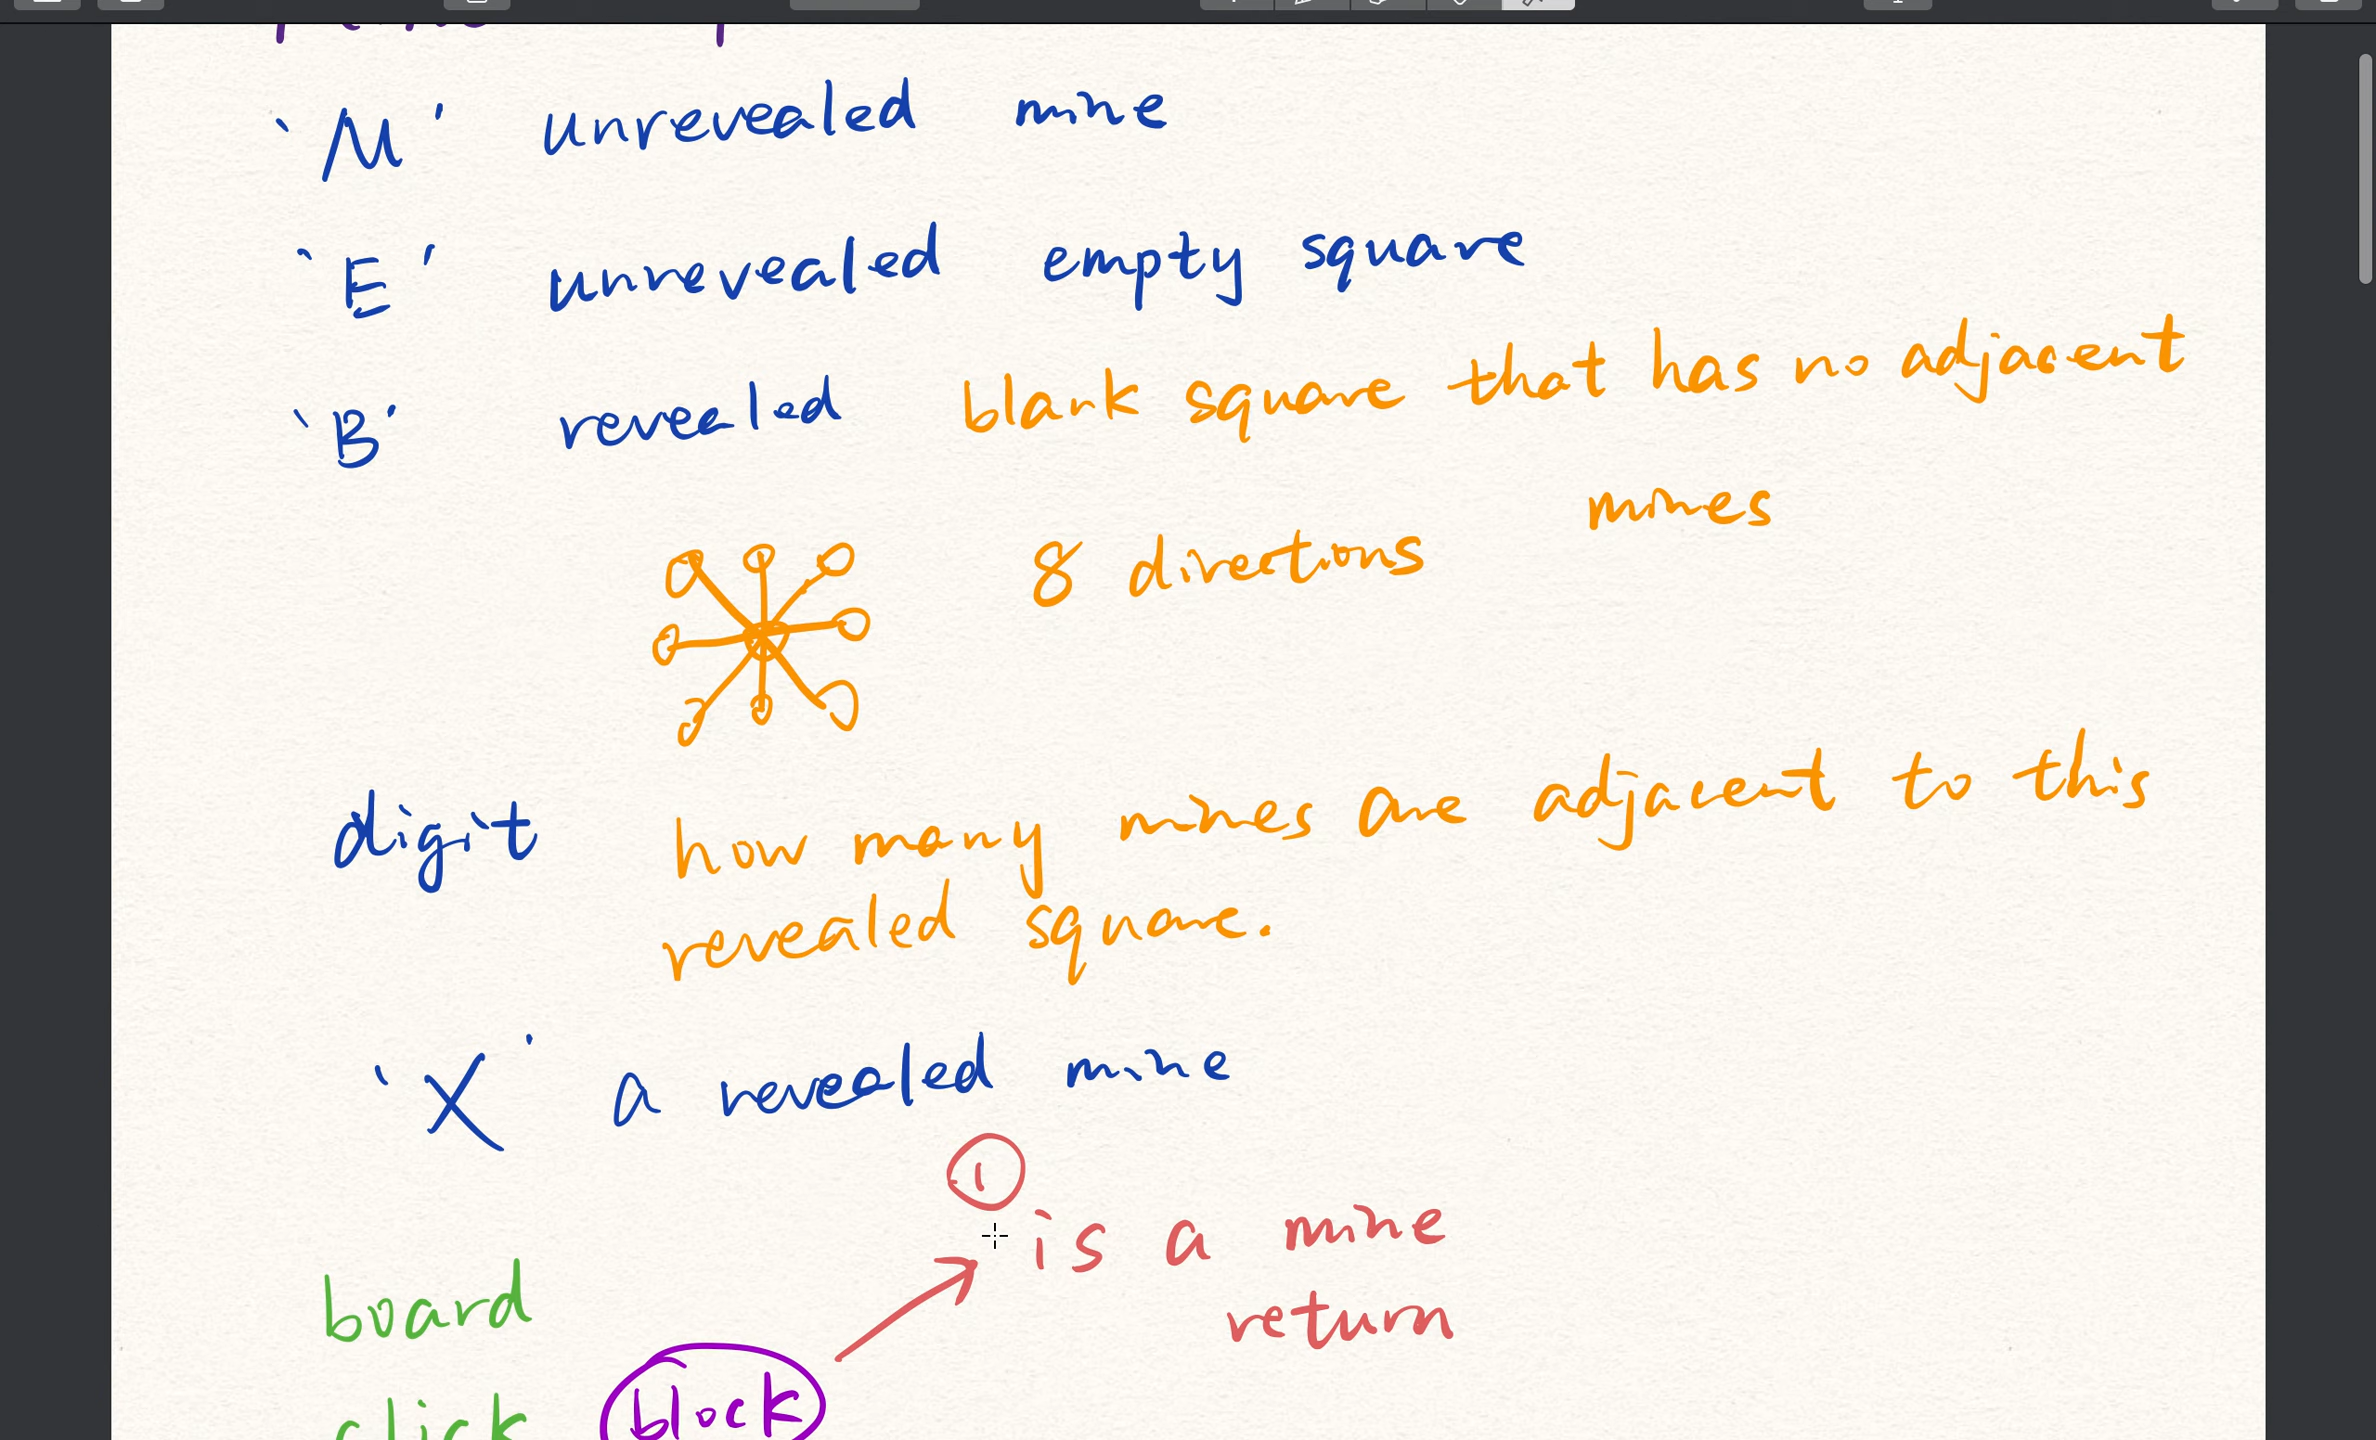 'M' unrevealed mine
'E' unrevealed empty square
'B' revealed blank square that has no adjacent
mines
8 directions
digit how many mines are adjacent to this
revealed square.
'X' a revealed mine
①
is a mine
return
board
block
click